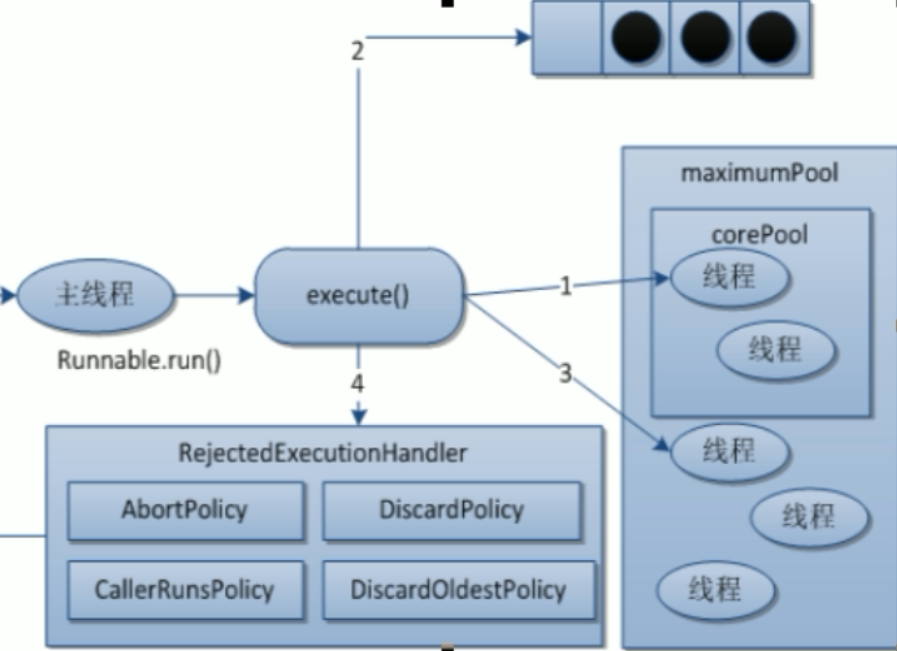 2
maximumPool
corePool
线程
线程
主线程
execute()
1
Runnable.run()
3
4
RejectedExecutionHandler
AbortPolicy
DiscardPolicy
CallerRunsPolicy
DiscardOldestPolicy
线程
线程
线程